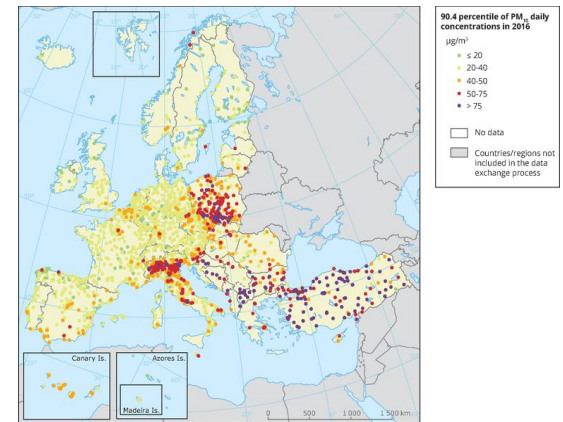 90.4 percentile of PM₁₀ daily
concentrations in 2016
µg/m³
≤ 20
20-40
40-50
50-75
> 75
No data
Countries/regions not
included in the data
exchange process
Canary Is.
Azores Is.
Madeira Is.
0 500 1 000 1 500 km